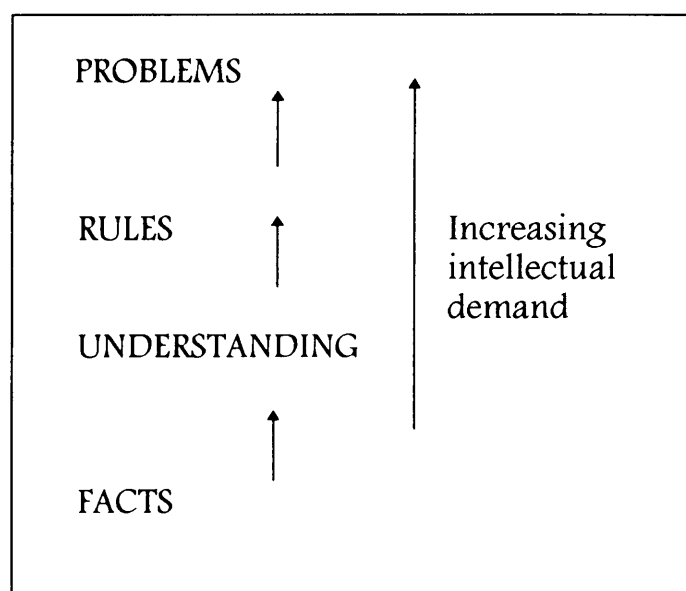 PROBLEMS
RULES
Increasing
intellectual
demand
UNDERSTANDING
FACTS